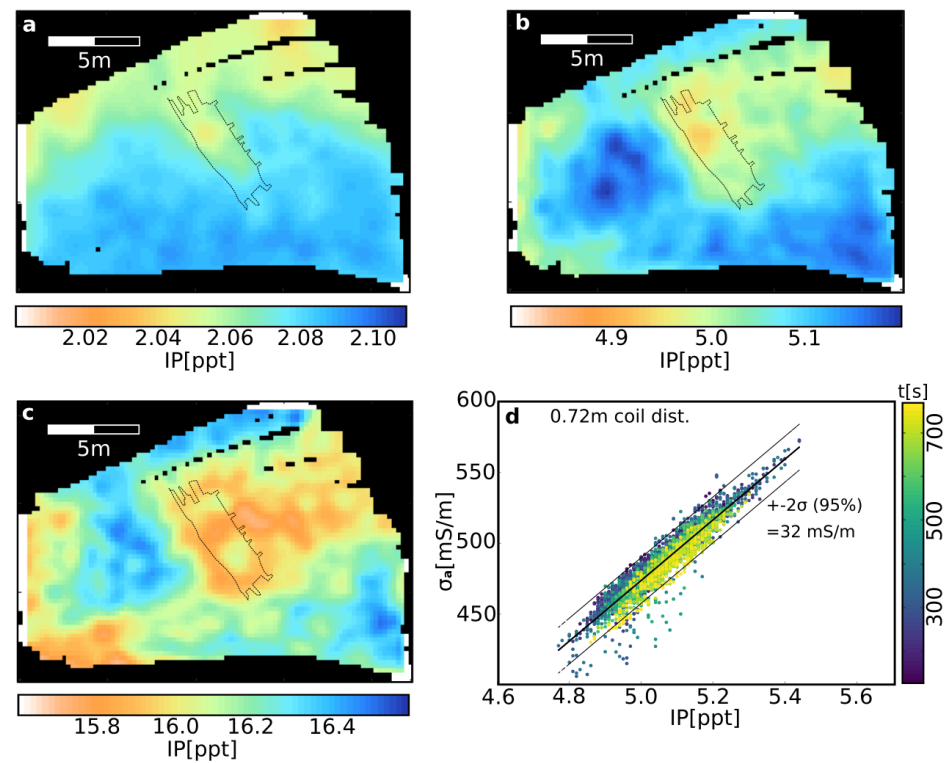 a
5m
2.02 2.04 2.06 2.08 2.10
IP[ppt]
b
5m
4.9 5.0 5.1
IP[ppt]
c
5m
15.8 16.0 16.2 16.4
IP[ppt]
d 0.72m coil dist.
+-2σ (95%)
=32 mS/m
600
550
500
450
σₐ[mS/m]
4.6 4.8 5.0 5.2 5.4 5.6
IP[ppt]
t[s]
700
500
300